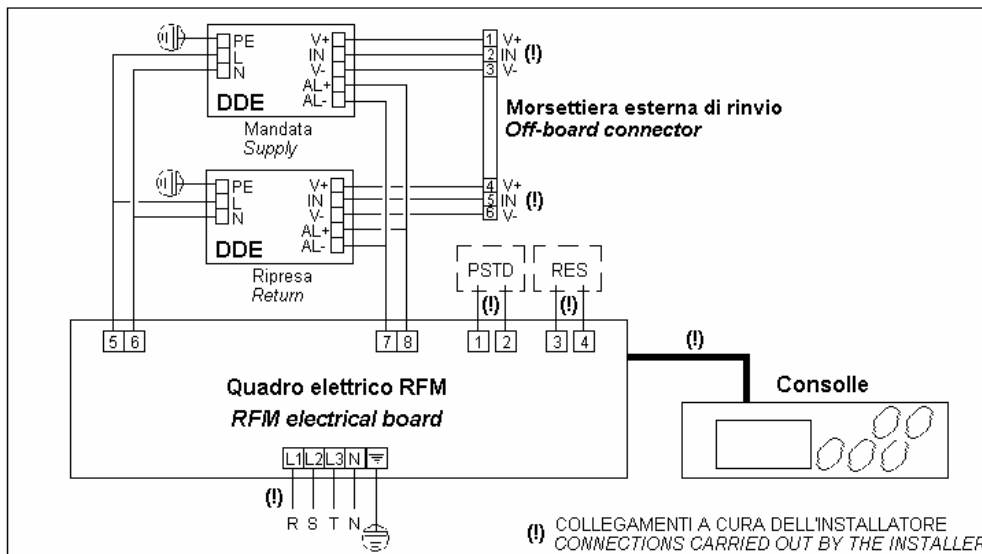 PE
L
N
DDE
V+
IN
V-
AL+
AL-
Mandata
Supply
1 V+
2 IN (!)
3 V-
Morsettiera esterna di rinvio
Off-board connector
PE
L
N
DDE
V+
IN
V-
AL+
AL-
Ripresa
Return
4 V+
5 IN (!)
6 V-
PSTD
(!)
RES
(!)
5 6
7 8
1 2
3 4
(!)
Quadro elettrico RFM
RFM electrical board
Consolle
L1 L2 L3 N
(!)
R S T N
(!) COLLEGAMENTI A CURA DELL'INSTALLATORE
CONNECTIONS CARRIED OUT BY THE INSTALLER